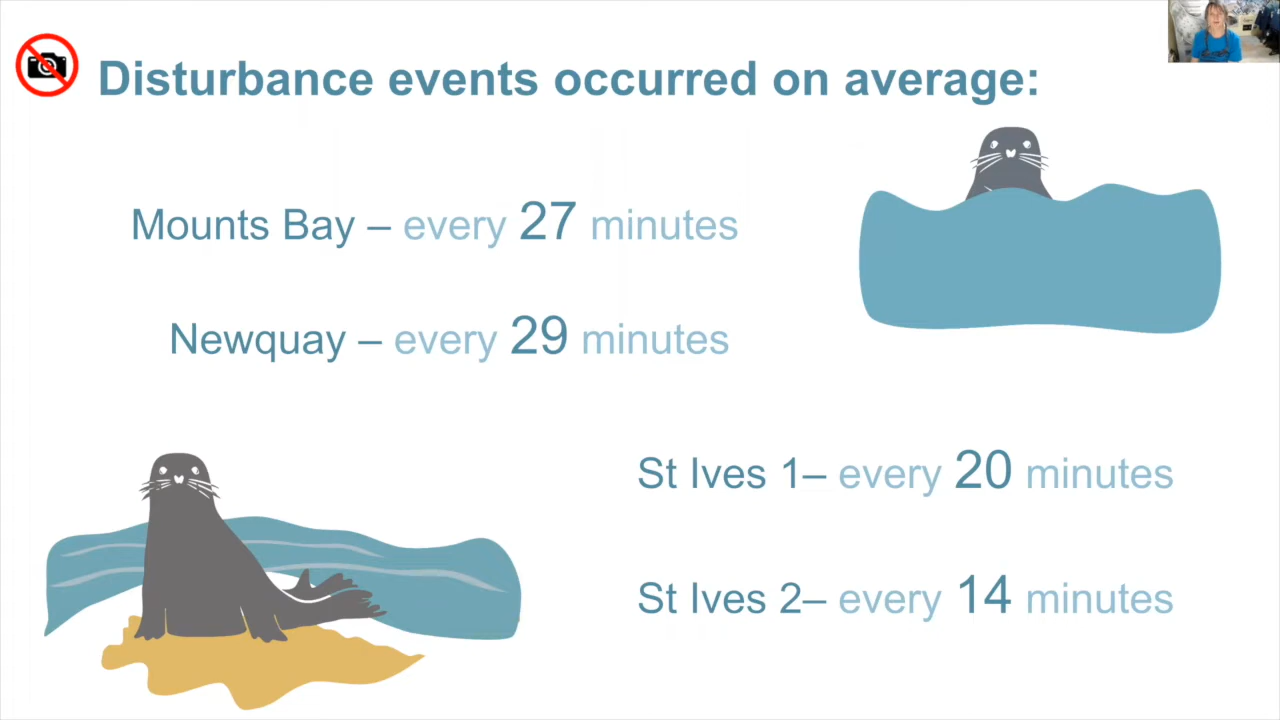 Disturbance events occurred on average:
Mounts Bay – every 27 minutes
Newquay – every 29 minutes
St Ives 1– every 20 minutes
St Ives 2– every 14 minutes